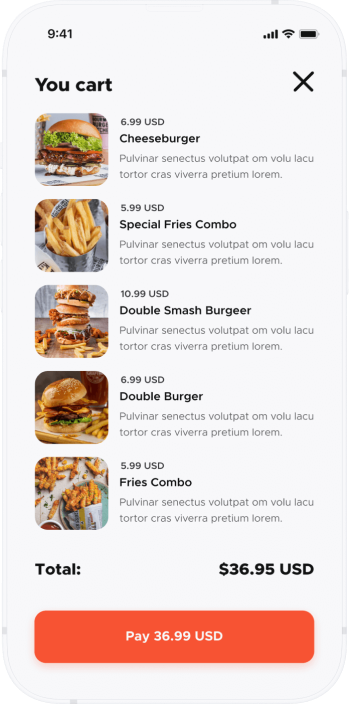 9:41
You cart
6.99 USD
Cheeseburger
Pulvinar senectus volutpat om volu lacu
tortor cras viverra pretium lorem.
5.99 USD
Special Fries Combo
Pulvinar senectus volutpat om volu lacu
tortor cras viverra pretium lorem.
10.99 USD
Double Smash Burgeer
Pulvinar senectus volutpat om volu lacu
tortor cras viverra pretium lorem.
6.99 USD
Double Burger
Pulvinar senectus volutpat om volu lacu
tortor cras viverra pretium lorem.
5.99 USD
Fries Combo
Pulvinar senectus volutpat om volu lacu
tortor cras viverra pretium lorem.
Total: $36.95 USD
Pay 36.99 USD